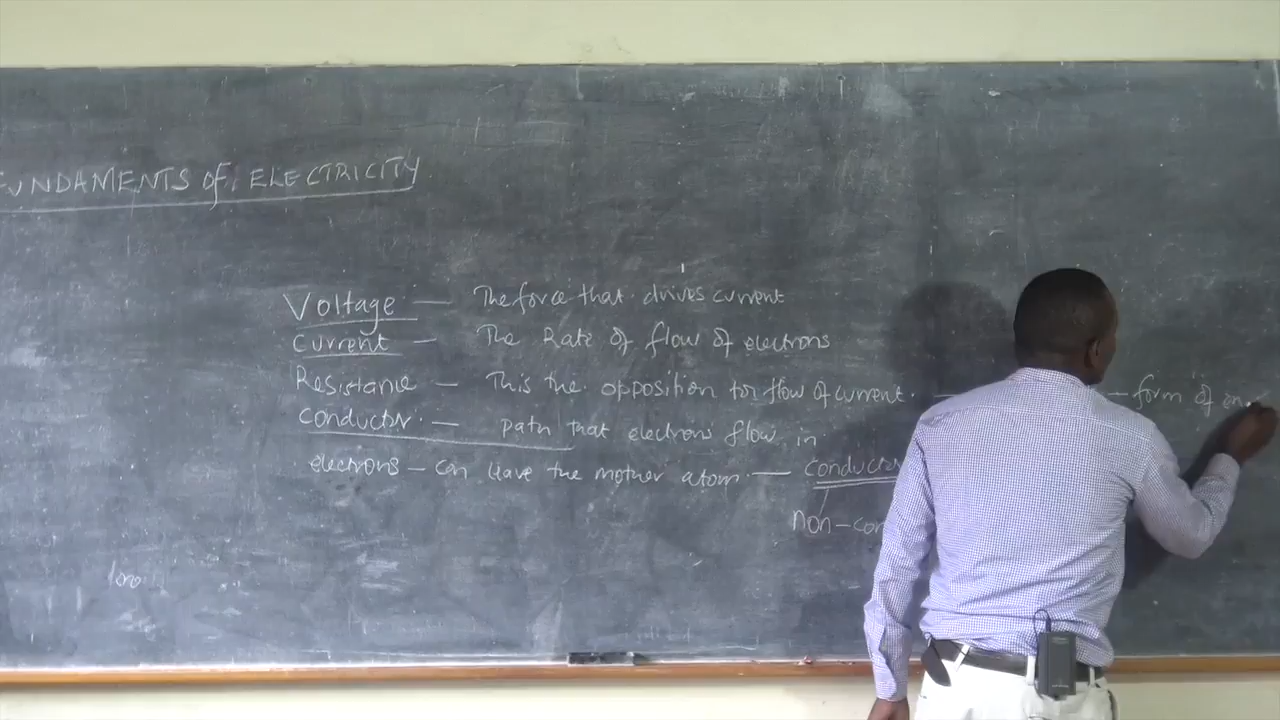 FUNDAMENTS Of ELECTRICITY
Voltage — The force that drives current
Current — The Rate of flow of electrons
Resistance — This the opposition to flow of current. — — form of en
Conductor — path that electrons flow in
electrons — can leave the mother atom — conductor
non-con